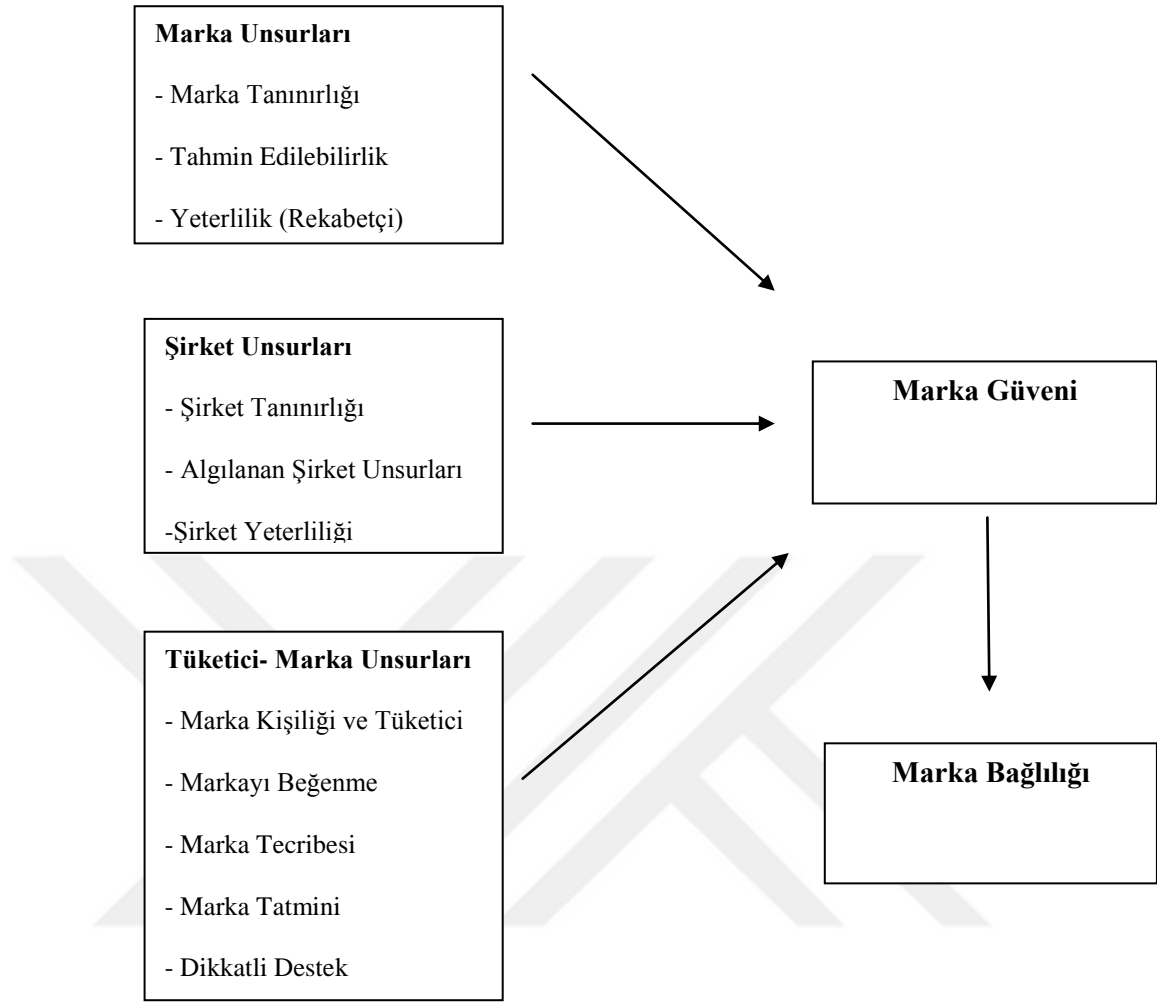 Marka Unsurları
- Marka Tanınırlığı
- Tahmin Edilebilirlik
- Yeterlilik (Rekabetçi)
Şirket Unsurları
- Şirket Tanınırlığı
- Algılanan Şirket Unsurları
-Şirket Yeterliliği
Tüketici- Marka Unsurları
- Marka Kişiliği ve Tüketici
- Markayı Beğenme
- Marka Tecribesi
- Marka Tatmini
- Dikkatli Destek
Marka Güveni
Marka Bağlılığı